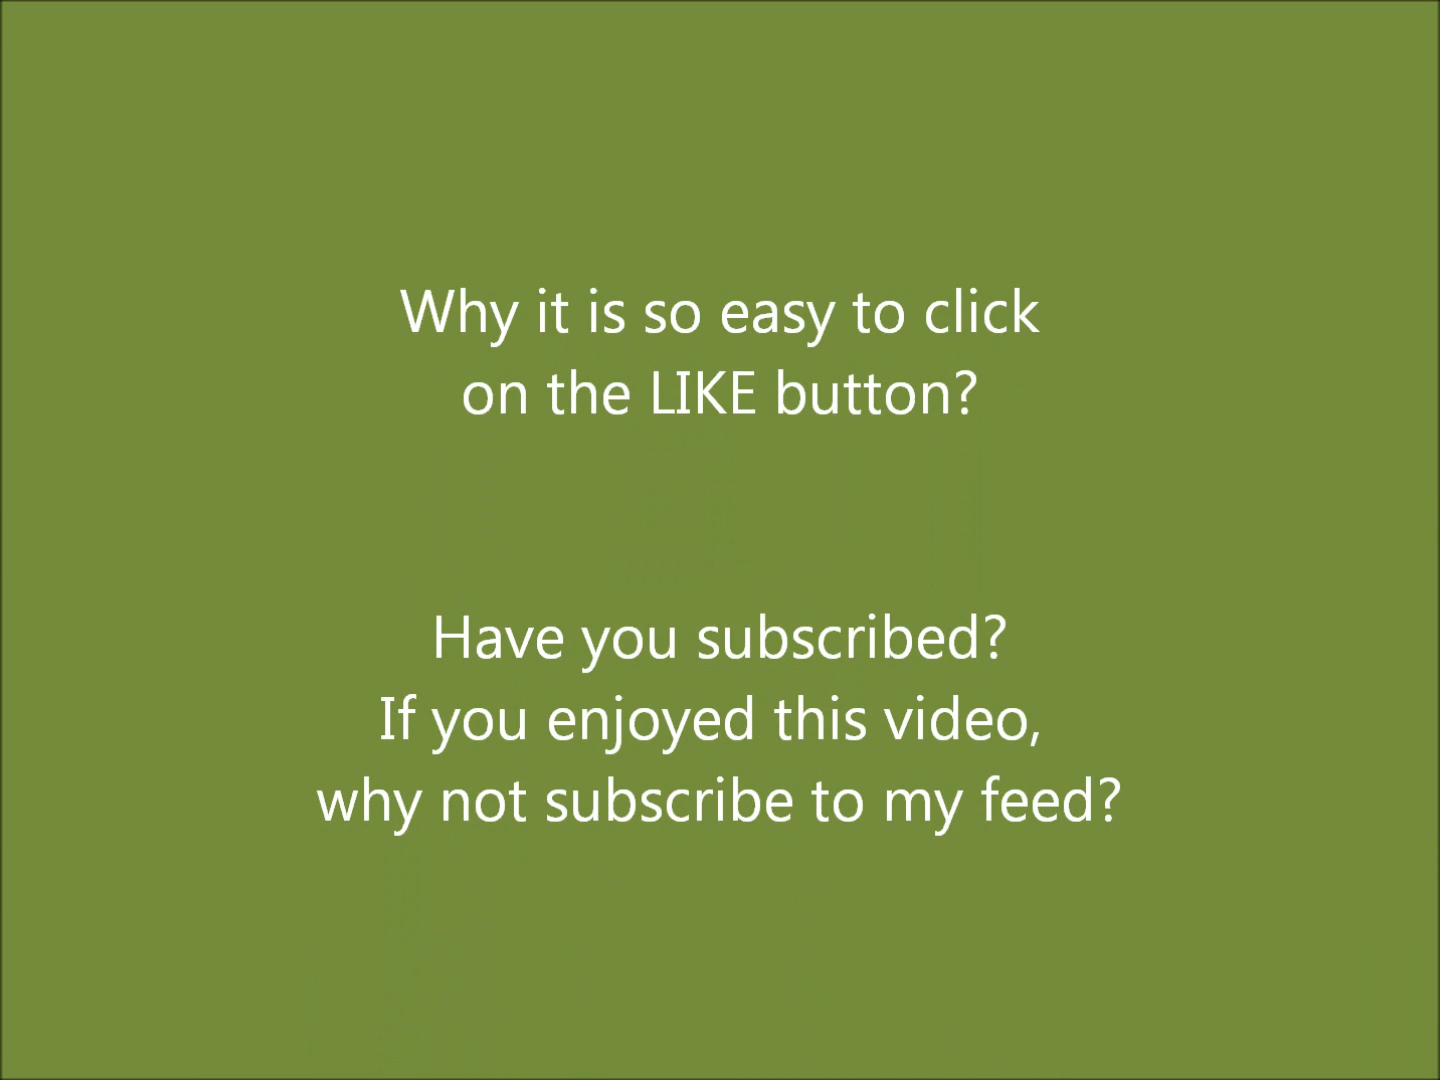 Why it is so easy to click
on the LIKE button?
Have you subscribed?
If you enjoyed this video,
why not subscribe to my feed?